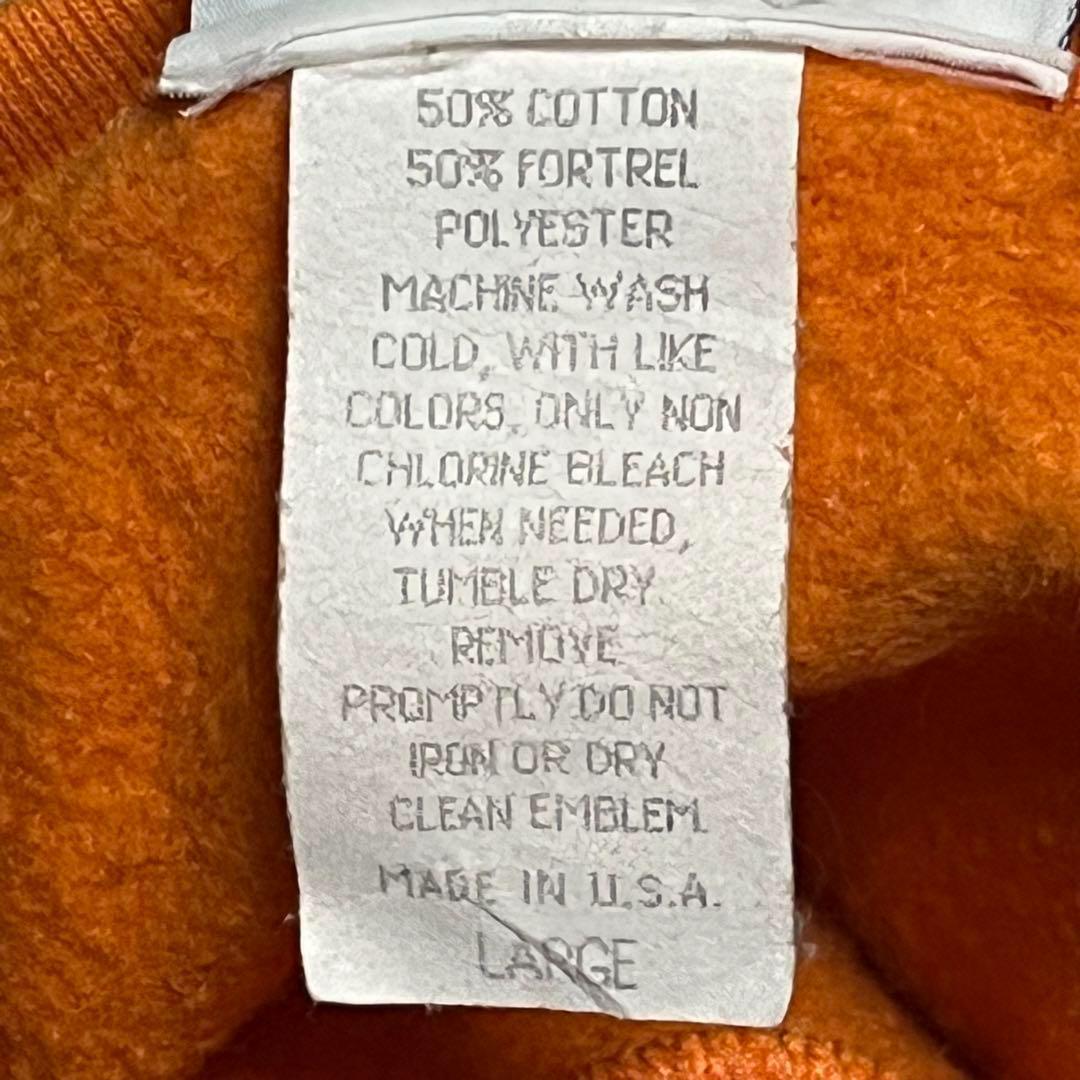 50% COTTON
50% FORTREL
POLYESTER
MACHINE WASH
COLD, WITH LIKE
COLORS, ONLY NON
CHLORINE BLEACH
WHEN NEEDED,
TUMBLE DRY.
REMOVE
PROMPTLY DO NOT
IRON OR DRY
CLEAN EMBLEM.
MADE IN U.S.A.
LARGE